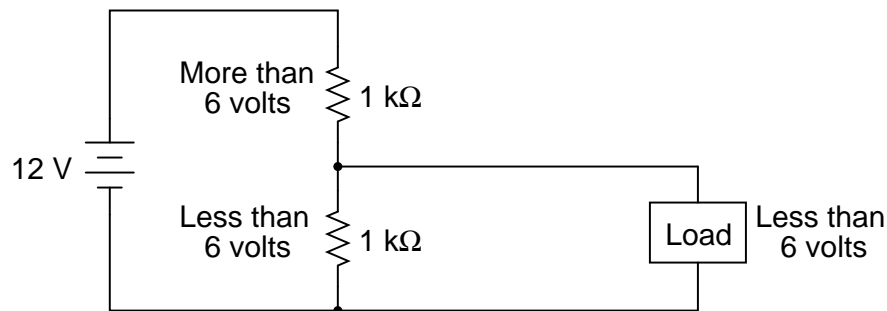 More than
6 volts
1 kΩ
12 V
Less than
6 volts
1 kΩ
Load
Less than
6 volts